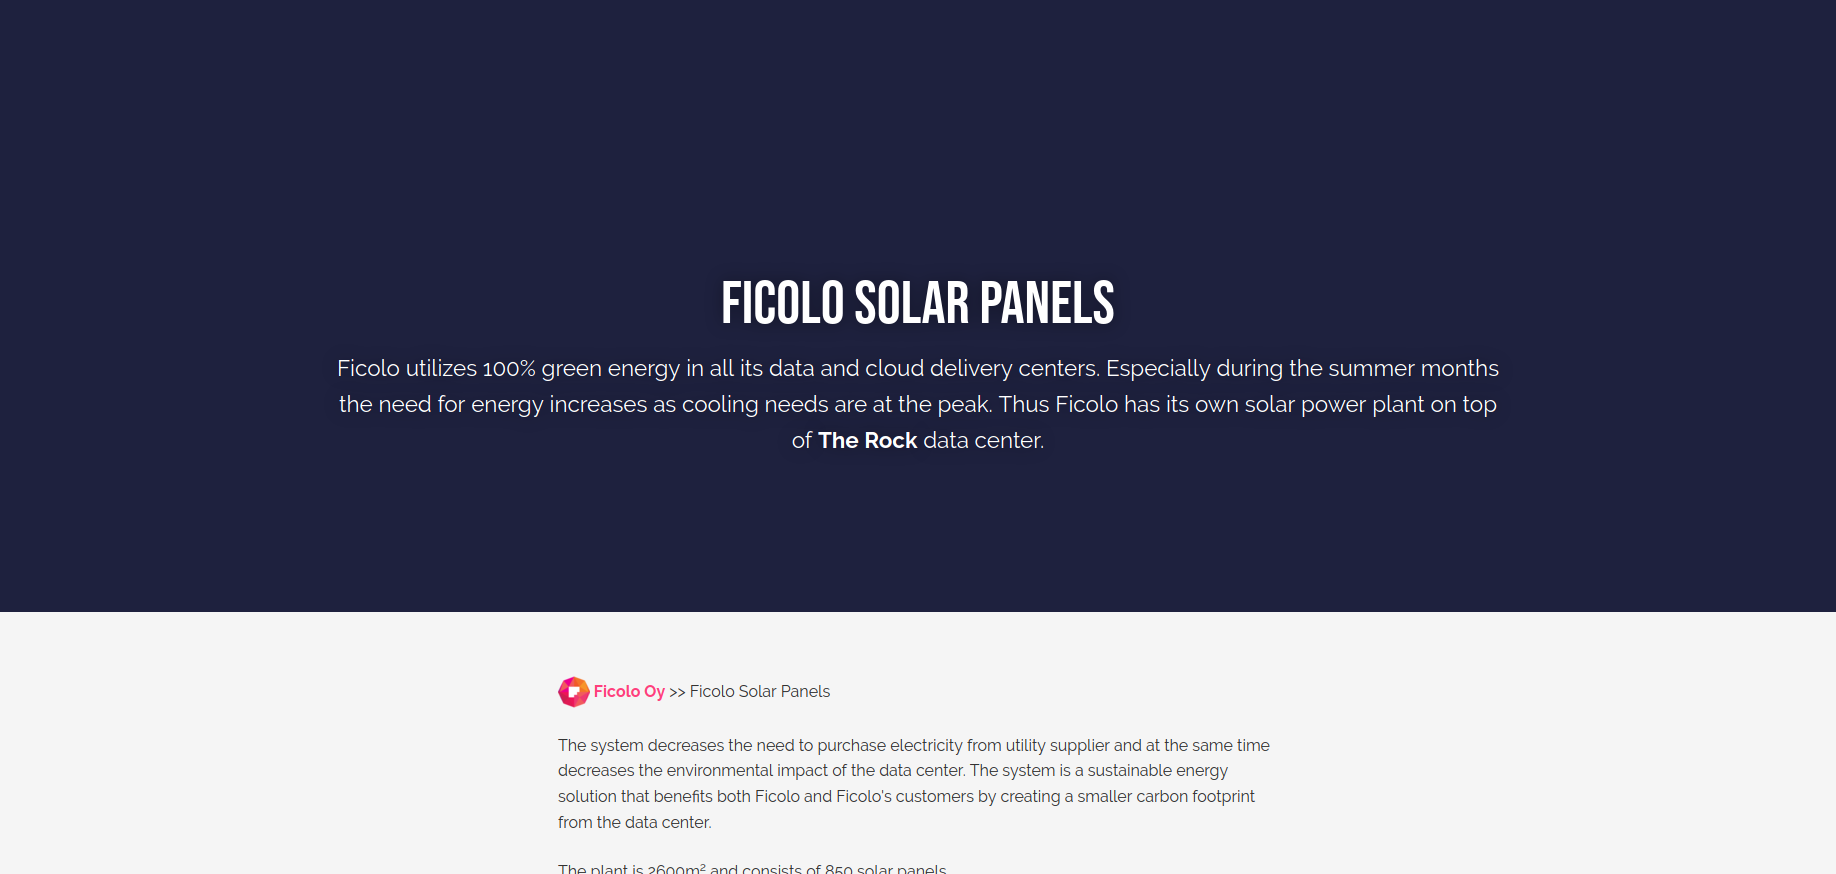 FICOLO SOLAR PANELS
Ficolo utilizes 100% green energy in all its data and cloud delivery centers. Especially during the summer months
the need for energy increases as cooling needs are at the peak. Thus Ficolo has its own solar power plant on top
of The Rock data center.
Ficolo Oy >> Ficolo Solar Panels
The system decreases the need to purchase electricity from utility supplier and at the same time
decreases the environmental impact of the data center. The system is a sustainable energy
solution that benefits both Ficolo and Ficolo's customers by creating a smaller carbon footprint
from the data center.
The plant is 2600m² and consists of 850 solar panels